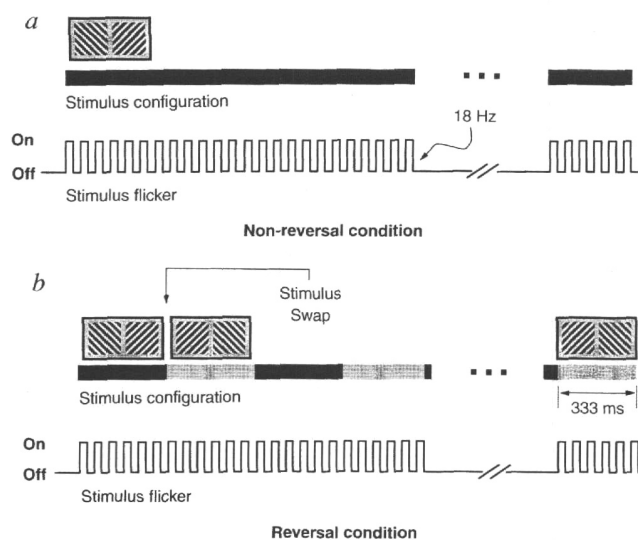 a
Stimulus configuration
18 Hz
On
Off
Stimulus flicker
Non-reversal condition
b
Stimulus
Swap
Stimulus configuration
333 ms
On
Off
Stimulus flicker
Reversal condition